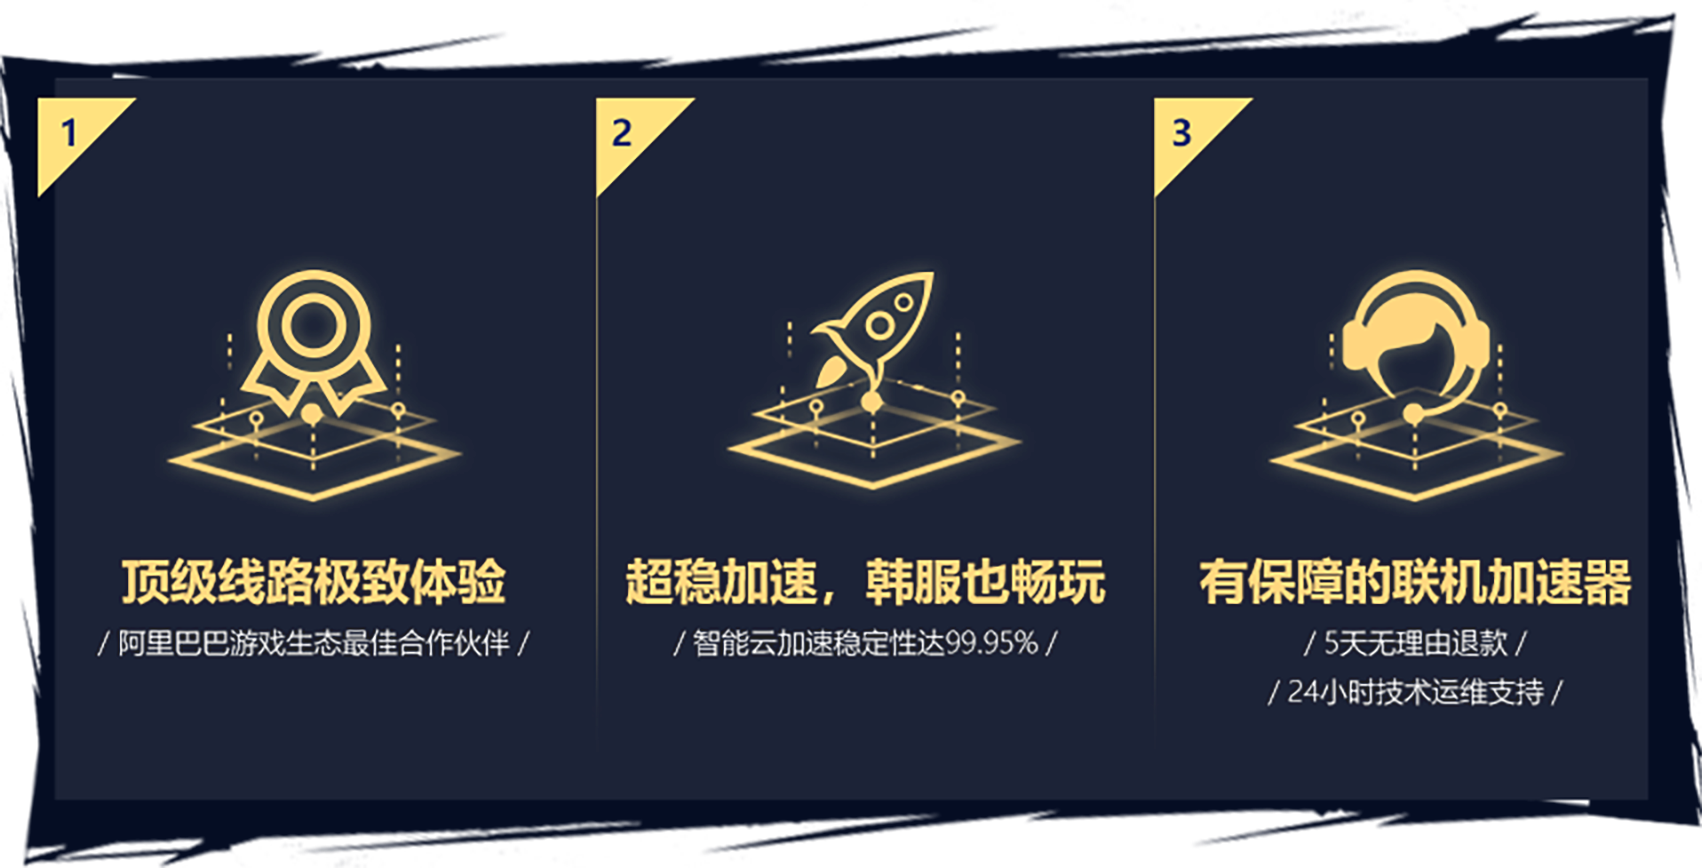 1
顶级线路极致体验
/ 阿里巴巴游戏生态最佳合作伙伴 /
2
超稳加速，韩服也畅玩
/ 智能云加速稳定性达99.95% /
3
有保障的联机加速器
/ 5天无理由退款 /
/ 24小时技术运维支持 /